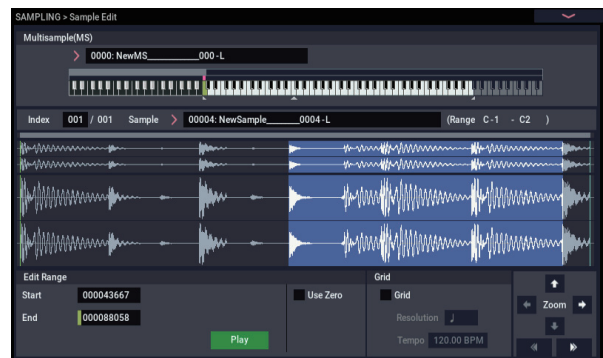 SAMPLING > Sample Edit
Multisample(MS)
0000: NewMS_________000-L
Index 001 / 001 Sample 00004: NewSample______0004-L (Range C-1 - C2 )
Edit Range
Grid
Start 000043667
Use Zero
Grid
Zoom
End 000088058
Resolution ♩
Play
Tempo 120.00 BPM